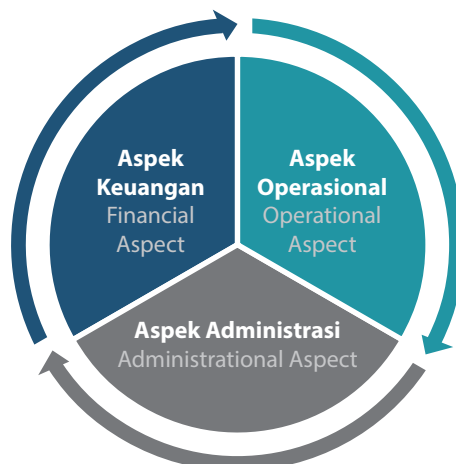 Aspek
Keuangan
Financial
Aspect
Aspek
Operasional
Operational
Aspect
Aspek Administrasi
Administrational Aspect